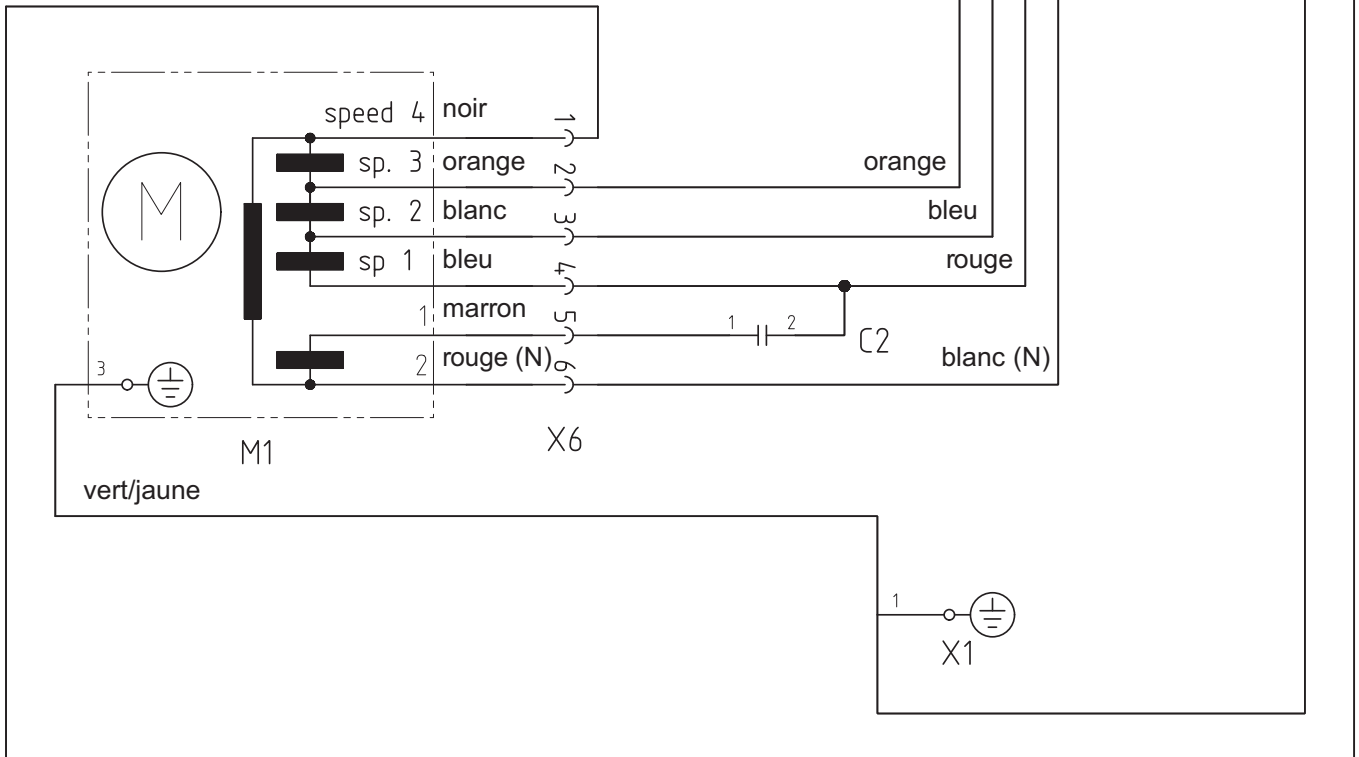 speed 4 noir 1
sp. 3 orange 2 orange
sp. 2 blanc 3 bleu
sp 1 bleu 4 rouge
M
1 marron 5 1 2 C2
2 rouge (N) 6 blanc (N)
3
M1 X6
vert/jaune
1
X1